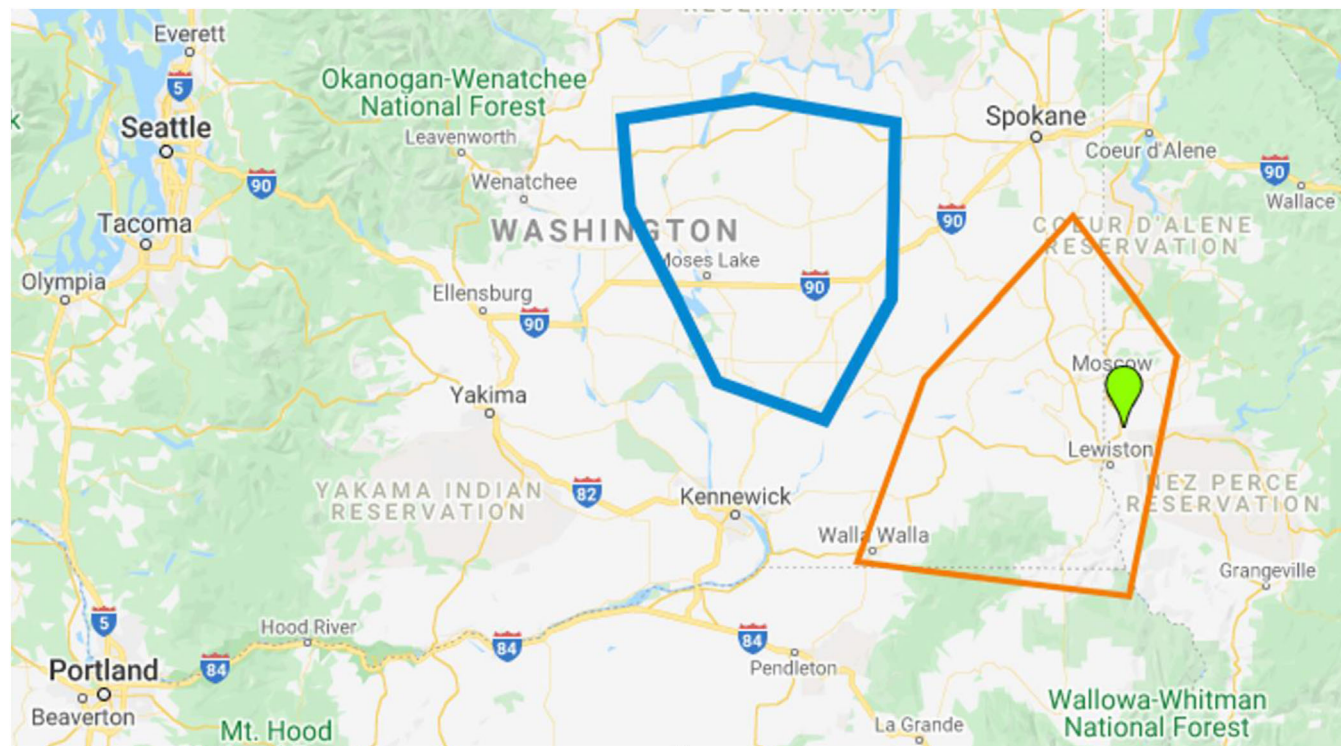 RESERVATION
Everett
5
Okanogan-Wenatchee
National Forest
k
Seattle
Leavenworth
Spokane
Coeur d'Alene
90
90
Wenatchee
Wallace
90
Tacoma
WASHINGTON
COEUR D'ALENE
RESERVATION
Moses Lake
Olympia
90
Ellensburg
90
Moscow
Yakima
Lewiston
YAKAMA INDIAN
RESERVATION
82
Kennewick
NEZ PERCE
RESERVATION
Walla Walla
Grangeville
5
Hood River
84
84
84
Portland
Pendleton
Beaverton
Mt. Hood
Wallowa-Whitman
National Forest
La Grande